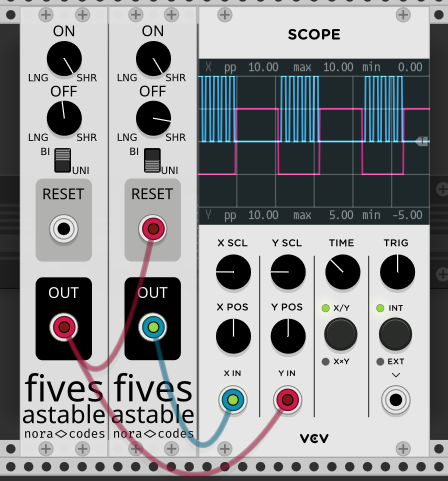 ON
LNG SHR
OFF
LNG SHR
BI
UNI
RESET
OUT
fives
astable
nora<>codes
ON
LNG SHR
OFF
LNG SHR
BI
UNI
RESET
OUT
fives
astable
nora<>codes
SCOPE
X pp 10.00 max 10.00 min 0.00
Y pp 10.00 max 5.00 min -5.00
X SCL Y SCL TIME TRIG
X POS Y POS X/Y INT
X×Y EXT
X IN Y IN
VCV